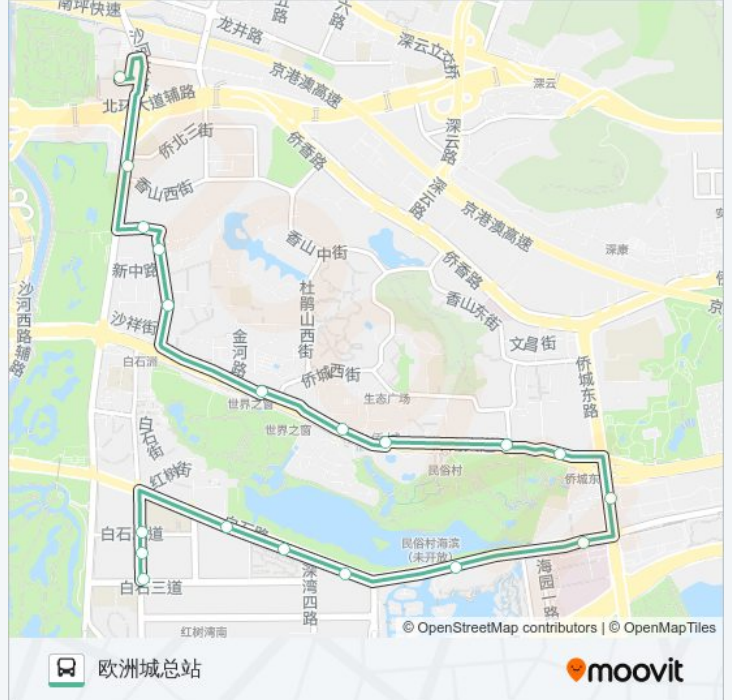 南坪快速
龙井路
深云立交桥
京港澳高速
深云
北环大道辅路
侨北三街
侨香路
深云路
香山西街
深云路
京港澳高速
香山中街
深康
新中路
侨香路
杜鹃山西街
香山东街
沙河西路辅路
沙祥街
金河路
文昌街
白石洲
侨城西街
侨城东路
世界之窗
生态广场
世界之窗
白石街
民俗村
红树街
侨城东
白石路
民俗村海滨
(未开放)
白石三道
深湾四路
海园一路
红树湾南
© OpenStreetMap contributors | © OpenMapTiles
欧洲城总站
moovit